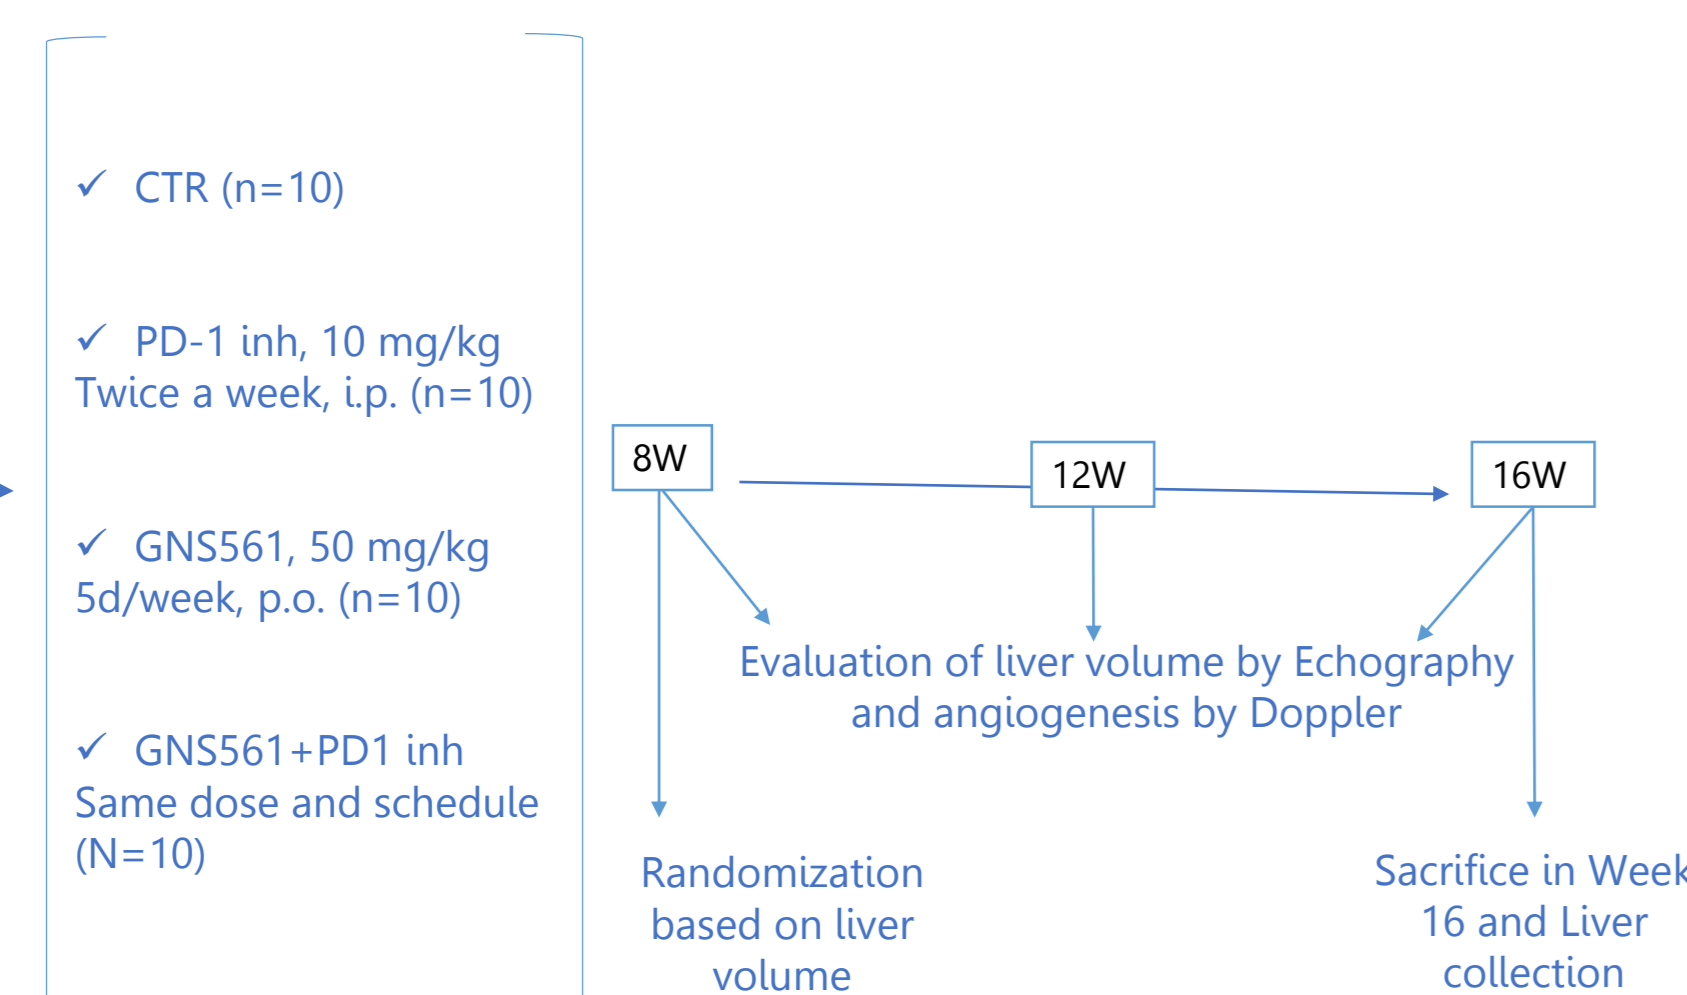 ✓ CTR (n=10)
✓ PD-1 inh, 10 mg/kg
Twice a week, i.p. (n=10)
✓ GNS561, 50 mg/kg
5d/week, p.o. (n=10)
✓ GNS561+PD1 inh
Same dose and schedule
(N=10)
8W
12W
16W
Evaluation of liver volume by Echography
and angiogenesis by Doppler
Randomization
based on liver
volume
Sacrifice in Week
16 and Liver
collection